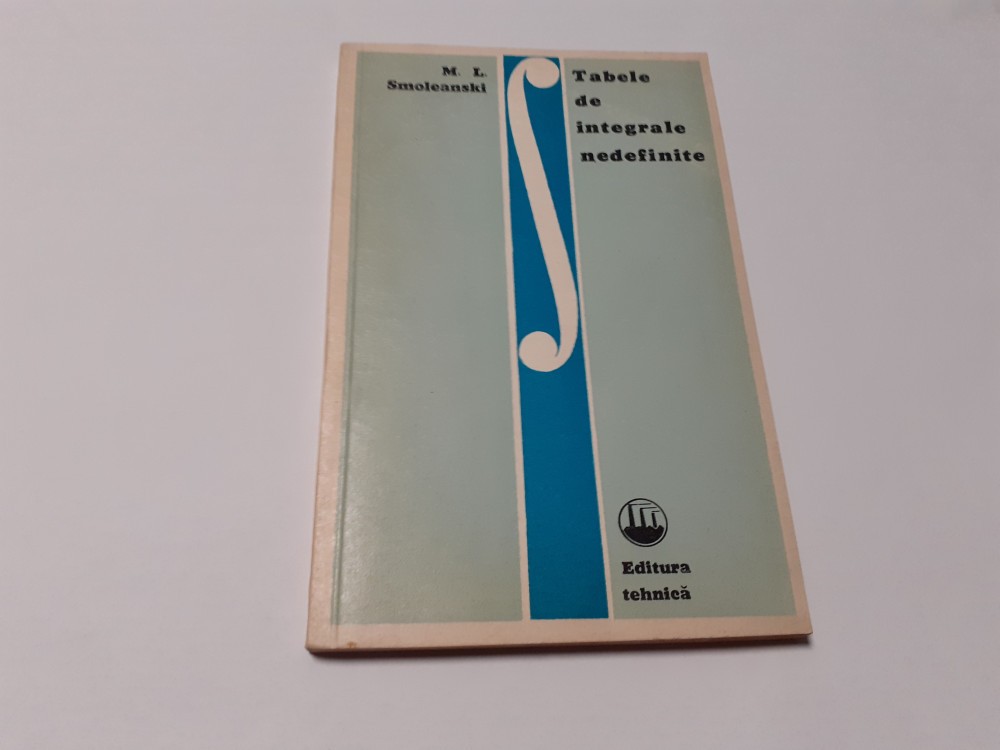 M. L.
Smoleanski
Tabele
de
integrale
nedefinite
Editura
tehnică